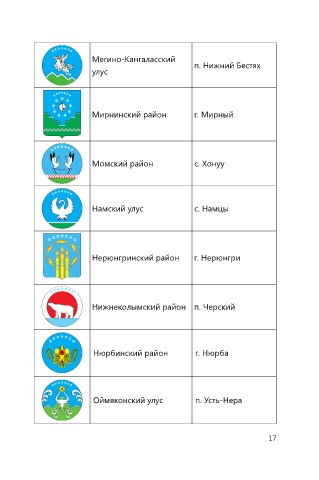 Мегино-Кангаласский
улус
п. Нижний Бестях
Мирнинский район
г. Мирный
Момский район
с. Хонуу
Намский улус
с. Намцы
Нерюнгринский район
г. Нерюнгри
Нижнеколымский район
п. Черский
Нюрбинский район
г. Нюрба
Оймяконский улус
п. Усть-Нера
17